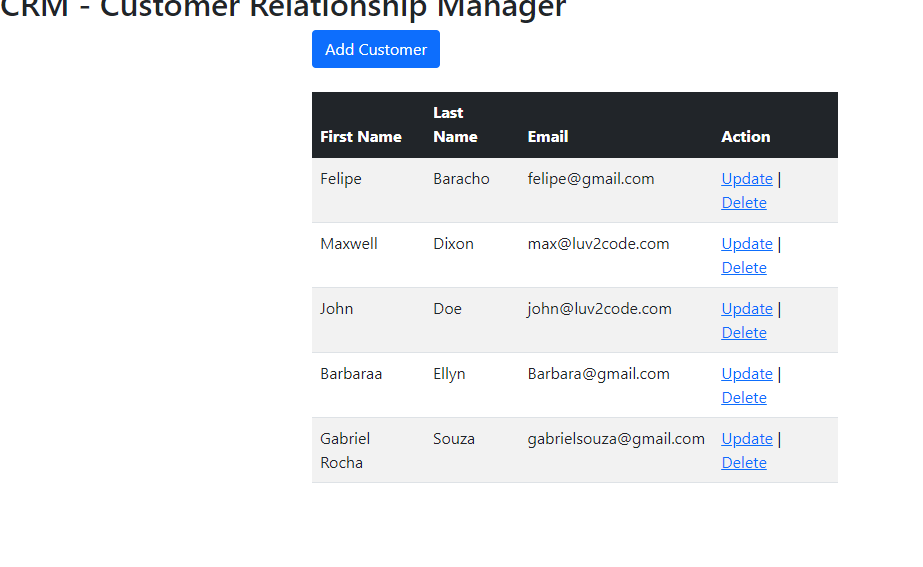 CRM - Customer Relationship Manager
Add Customer
First Name Last Name Email Action
Felipe Baracho felipe@gmail.com Update | Delete
Maxwell Dixon max@luv2code.com Update | Delete
John Doe john@luv2code.com Update | Delete
Barbaraa Ellyn Barbara@gmail.com Update | Delete
Gabriel Rocha Souza gabrielsouza@gmail.com Update | Delete